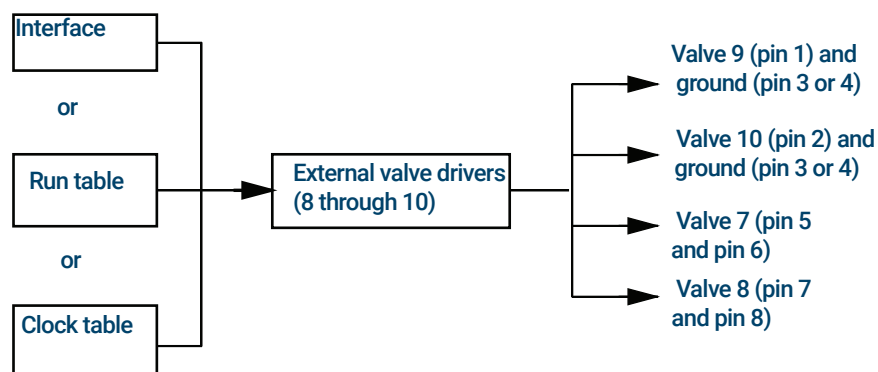 Interface
or
Run table
or
Clock table
External valve drivers
(8 through 10)
Valve 9 (pin 1) and
ground (pin 3 or 4)
Valve 10 (pin 2) and
ground (pin 3 or 4)
Valve 7 (pin 5
and pin 6)
Valve 8 (pin 7
and pin 8)